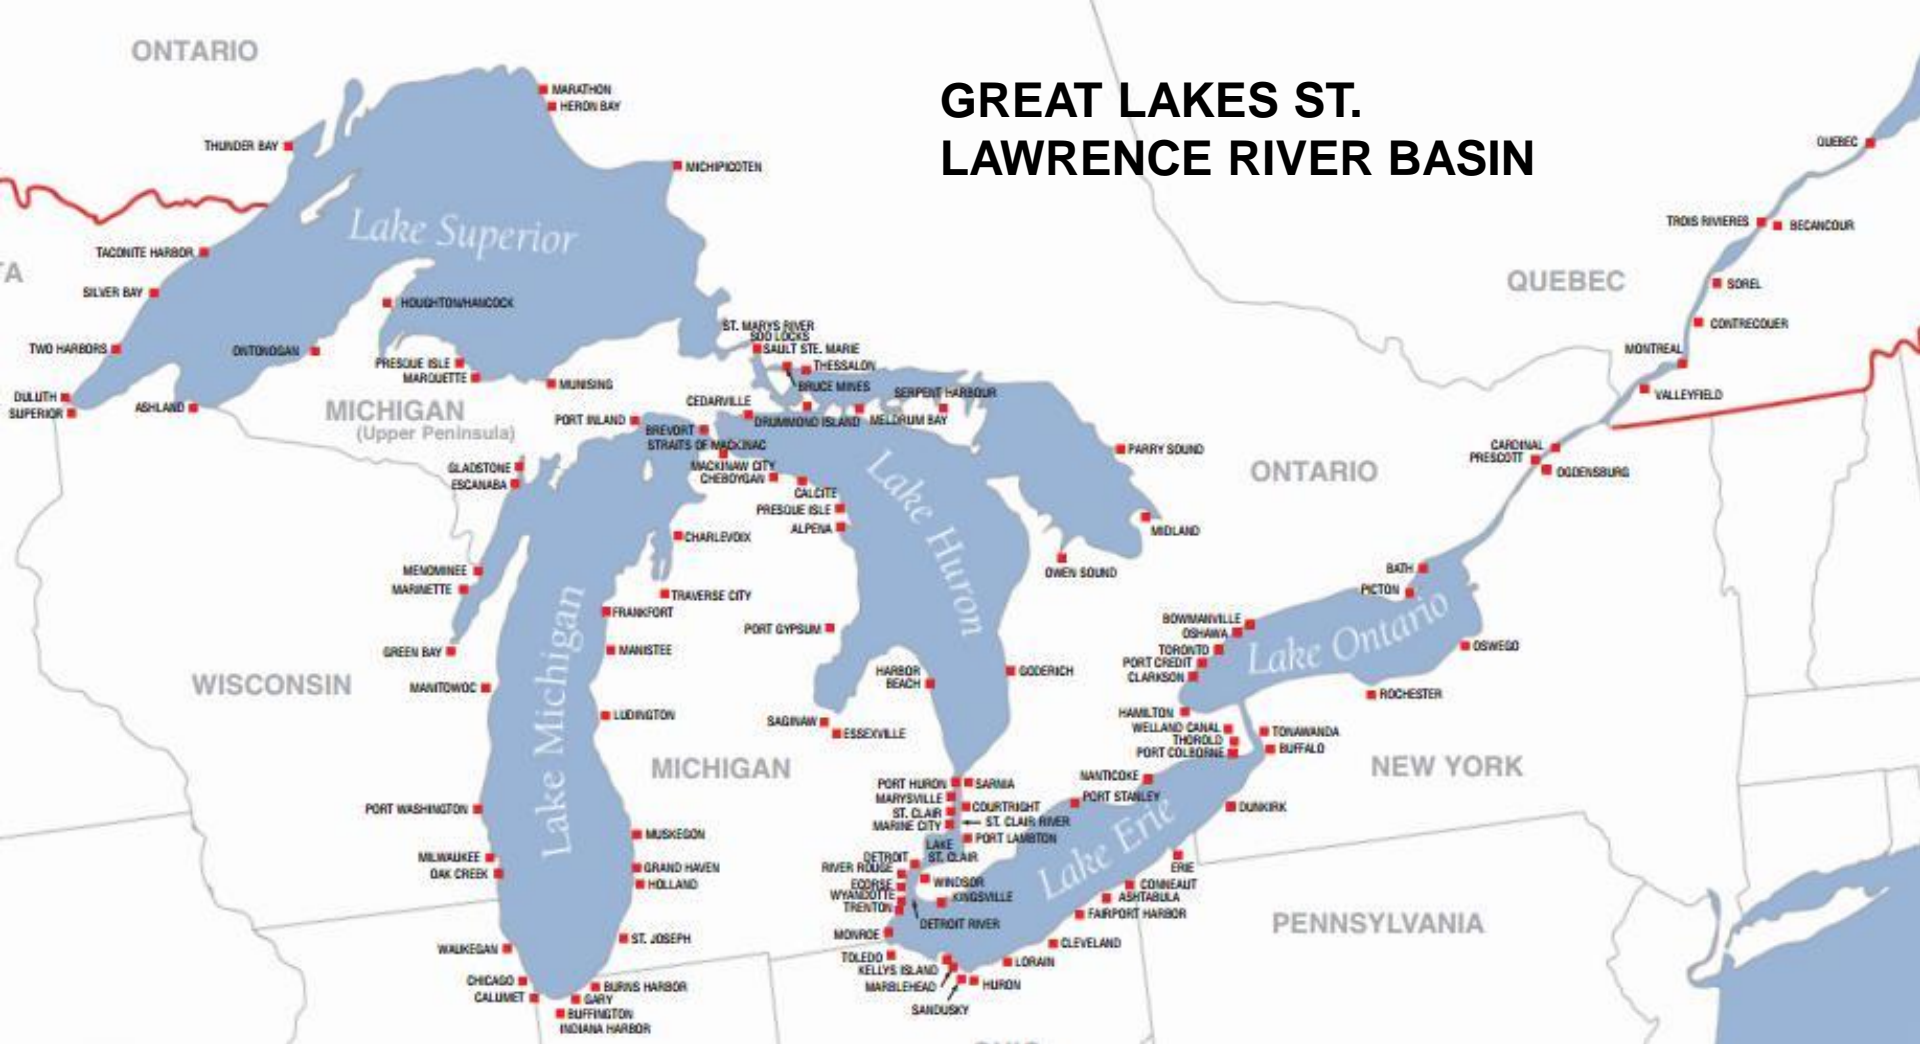 ONTARIO
GREAT LAKES ST.
LAWRENCE RIVER BASIN
MARATHON
HERON BAY
THUNDER BAY
MICHIPICOTEN
QUEBEC
TROIS RIVIERES
BECANCOUR
Lake Superior
TACONITE HARBOR
TA
QUEBEC
SILVER BAY
SOREL
HOUGHTON/HANCOCK
CONTRECOUER
ST. MARYS RIVER
SOO LOCKS
SAULT STE. MARIE
TWO HARBORS
ONTONOGAN
MONTREAL
PRESQUE ISLE
MARQUETTE
THESSALON
BRUCE MINES
MUNISING
SERPENT HARBOUR
VALLEYFIELD
DULUTH
SUPERIOR
ASHLAND
MICHIGAN
(Upper Peninsula)
CEDARVILLE
PORT INLAND
DRUMMOND ISLAND
MELDRUM BAY
BREVORT
STRAITS OF MACKINAC
PARRY SOUND
CARDINAL
PRESCOTT
OGDENSBURG
GLADSTONE
ESCANABA
MACKINAW CITY
CHEBOYGAN
CALCITE
PRESQUE ISLE
ALPENA
Lake Huron
ONTARIO
MIDLAND
CHARLEVOIX
OWEN SOUND
MENOMINEE
MARINETTE
BATH
PICTON
TRAVERSE CITY
FRANKFORT
PORT GYPSUM
BOWMANVILLE
OSHAWA
TORONTO
PORT CREDIT
CLARKSON
Lake Ontario
OSWEGO
GREEN BAY
MANISTEE
Lake Michigan
HARBOR
BEACH
GODERICH
WISCONSIN
MANITOWOC
ROCHESTER
LUDINGTON
SAGINAW
ESSEXVILLE
HAMILTON
WELLAND CANAL
THOROLD
PORT COLBORNE
TONAWANDA
BUFFALO
MICHIGAN
NEW YORK
PORT HURON
SARNIA
MARYSVILLE
ST. CLAIR
MARINE CITY
COURTRIGHT
ST. CLAIR RIVER
PORT LAMBTON
NANTICOKE
PORT STANLEY
DUNKIRK
PORT WASHINGTON
MUSKEGON
LAKE
ST. CLAIR
Lake Erie
MILWAUKEE
OAK CREEK
GRAND HAVEN
HOLLAND
DETROIT
RIVER ROUGE
ECORSE
WYANDOTTE
TRENTON
WINDSOR
KINGSVILLE
DETROIT RIVER
ERIE
CONNEAUT
ASHTABULA
FAIRPORT HARBOR
PENNSYLVANIA
WAUKEGAN
ST. JOSEPH
MONROE
CLEVELAND
TOLEDO
KELLYS ISLAND
MARBLEHEAD
LORAIN
HURON
SANDUSKY
CHICAGO
CALUMET
BURNS HARBOR
GARY
BUFFINGTON
INDIANA HARBOR